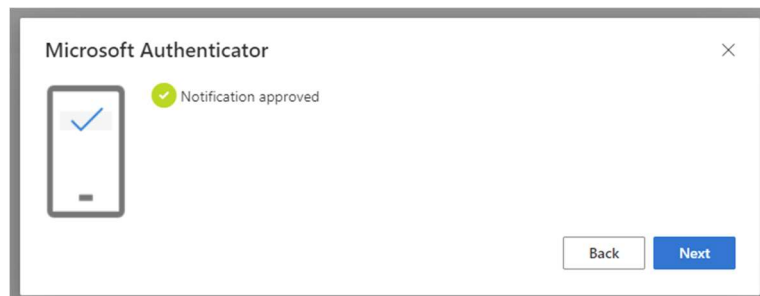 Microsoft Authenticator
Notification approved
Back
Next